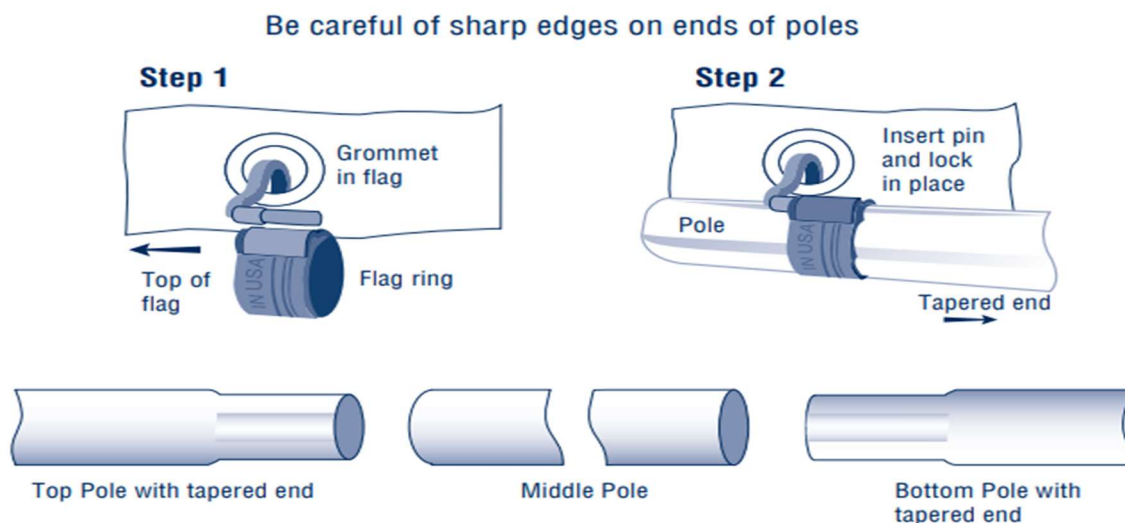 Be careful of sharp edges on ends of poles
Step 1
Grommet
in flag
Top of
flag
IN USA
Flag ring
Step 2
Insert pin
and lock
in place
Pole
IN USA
Tapered end
Top Pole with tapered end
Middle Pole
Bottom Pole with
tapered end